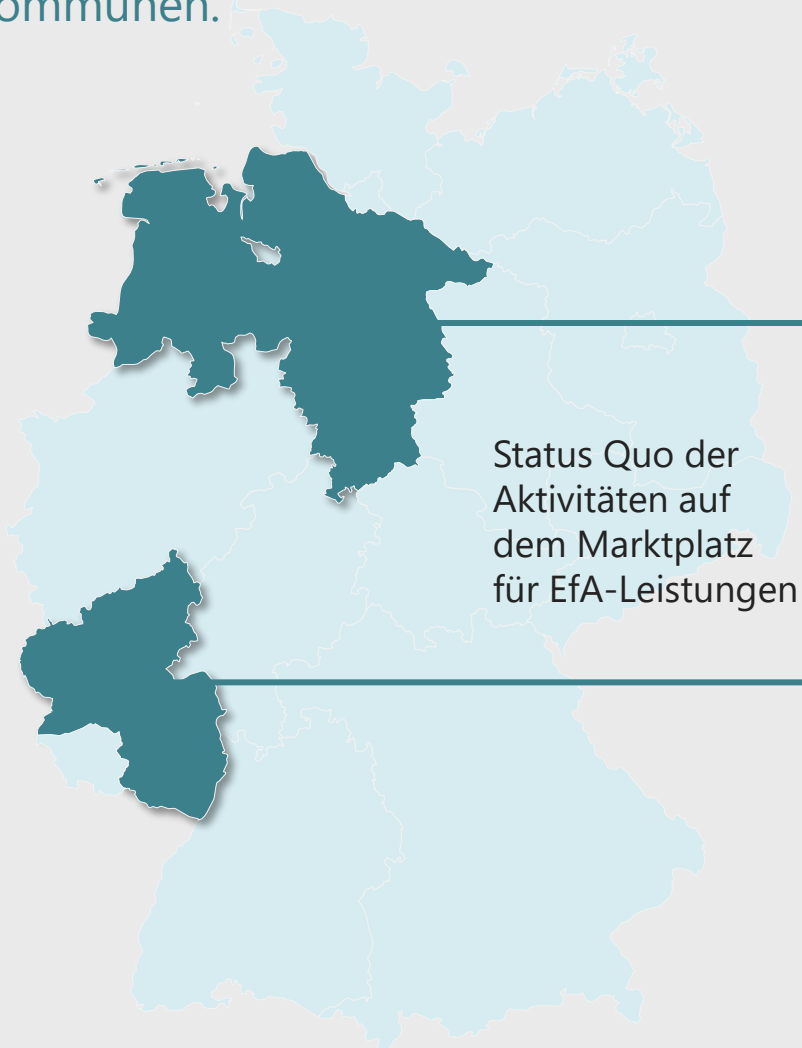 ommunen.
Status Quo der
Aktivitäten auf
dem Marktplatz
für EfA-Leistungen